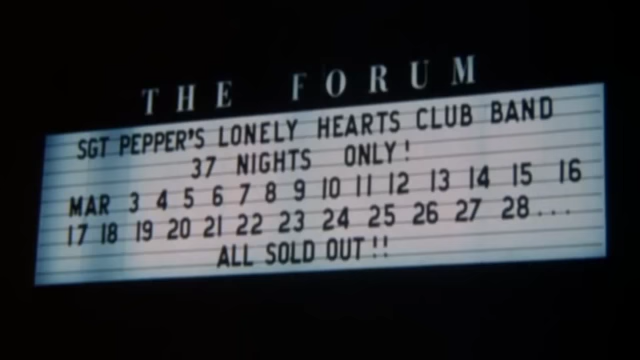 THE FORUM
SGT PEPPER'S LONELY HEARTS CLUB BAND
37 NIGHTS ONLY!
MAR 3 4 5 6 7 8 9 10 11 12 13 14 15 16
17 18 19 20 21 22 23 24 25 26 27 28...
ALL SOLD OUT!!